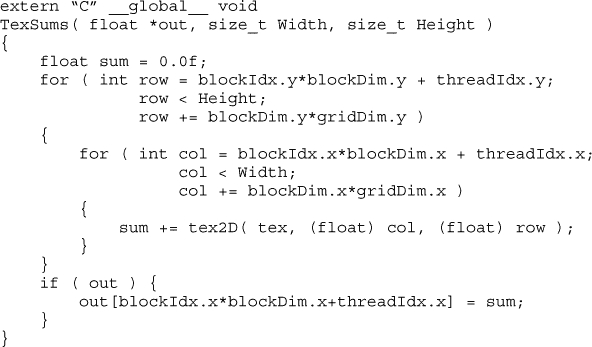 extern “C” __global__ void
TexSums( float *out, size_t Width, size_t Height )
{
    float sum = 0.0f;
    for ( int row = blockIdx.y*blockDim.y + threadIdx.y;
              row < Height;
              row += blockDim.y*gridDim.y )
    {
        for ( int col = blockIdx.x*blockDim.x + threadIdx.x;
                  col < Width;
                  col += blockDim.x*gridDim.x )
        {
            sum += tex2D( tex, (float) col, (float) row );
        }
    }
    if ( out ) {
        out[blockIdx.x*blockDim.x+threadIdx.x] = sum;
    }
}